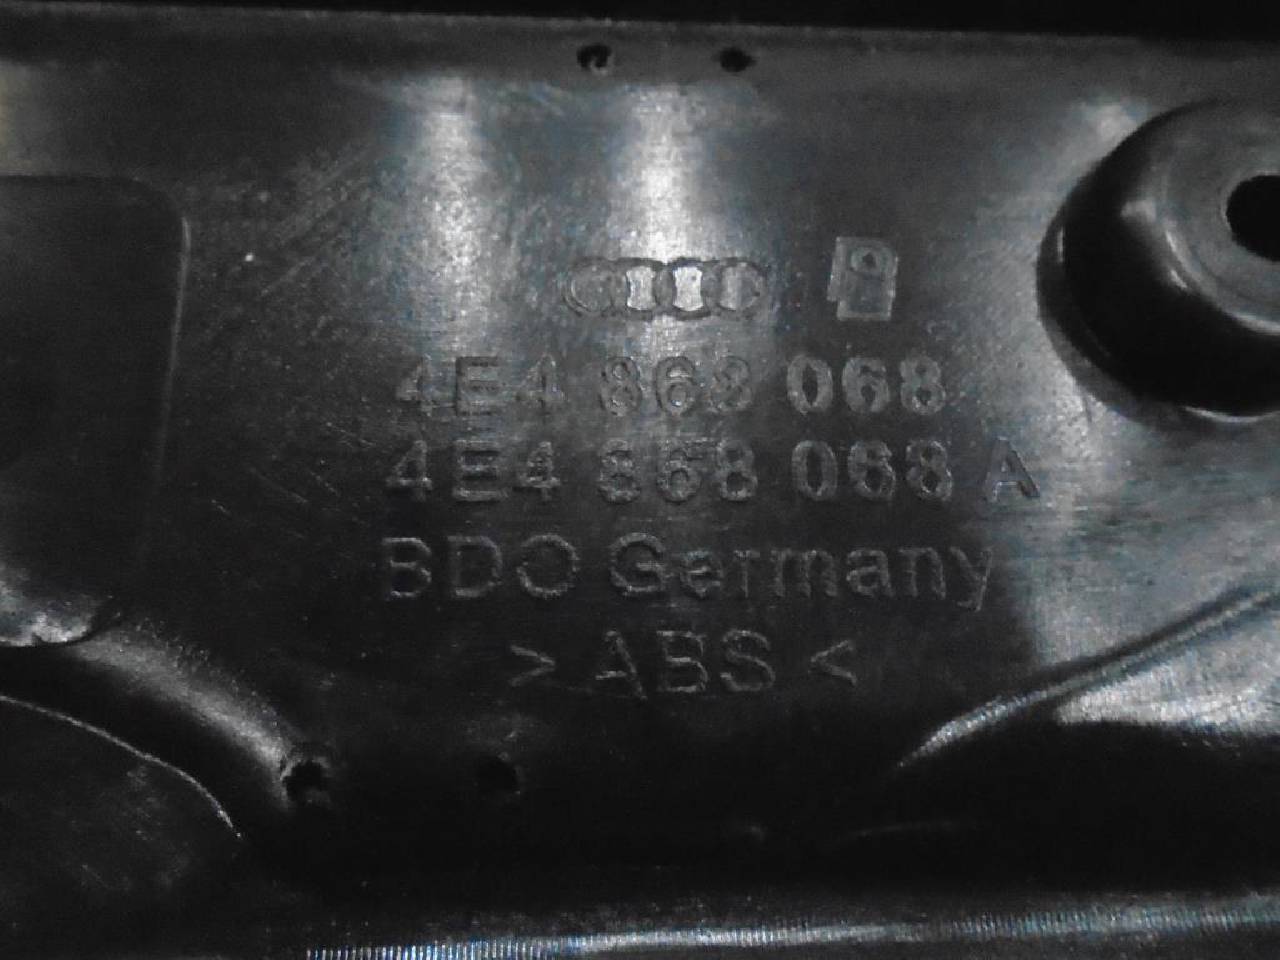 4E4 868 068
4E4 868 068 A
BDO Germany
> ABS <